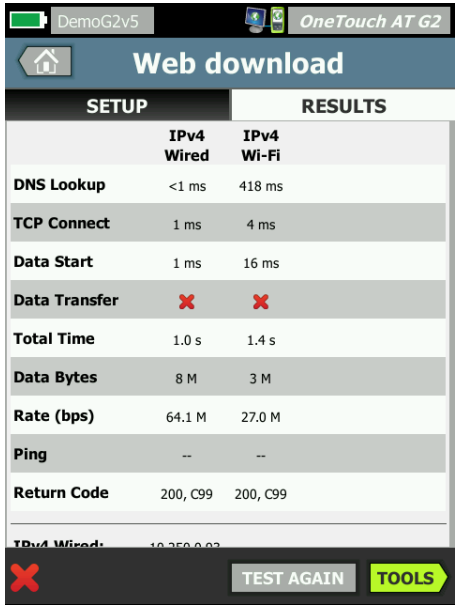 DemoG2v5
OneTouch AT G2
Web download
SETUP RESULTS
IPv4 IPv4
Wired Wi-Fi
DNS Lookup <1 ms 418 ms
TCP Connect 1 ms 4 ms
Data Start 1 ms 16 ms
Data Transfer
Total Time 1.0 s 1.4 s
Data Bytes 8 M 3 M
Rate (bps) 64.1 M 27.0 M
Ping -- --
Return Code 200, C99 200, C99
IPv4 Wired:
TEST AGAIN TOOLS